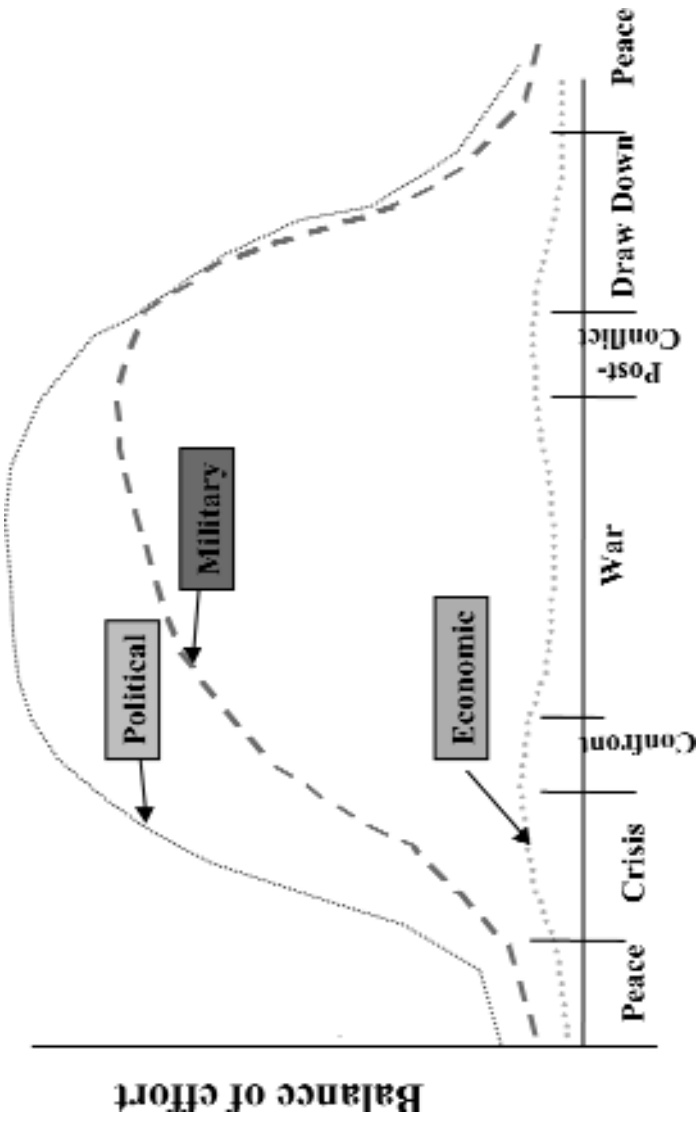 Balance of effort
Political
Military
Economic
Peace
Crisis
Confront
War
Post-
Conflict
Draw Down
Peace